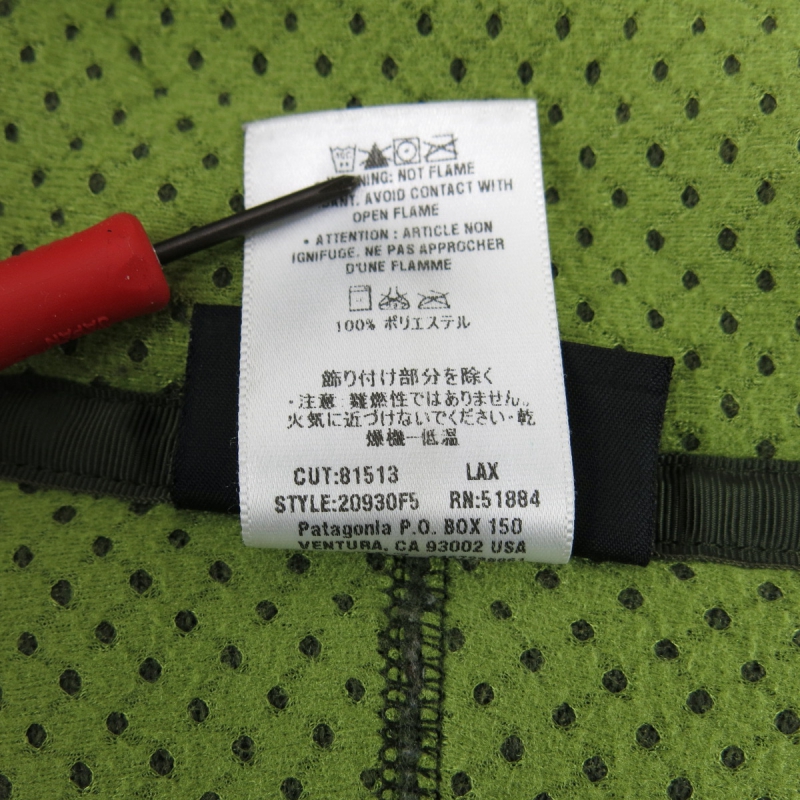 NOT FLAME
AVOID CONTACT WITH
OPEN FLAME
• ATTENTION : ARTICLE NON
IGNIFUGE. NE PAS APPROCHER
D'UNE FLAMME
100% ポリエステル
飾り付け部分を除く
・注意：難燃性ではありません。
火気に近づけないでください・乾
燥機－低温
CUT:81513 LAX
STYLE:20930F5 RN:51884
Patagonia P.O. BOX 150
VENTURA, CA 93002 USA
JAPAN